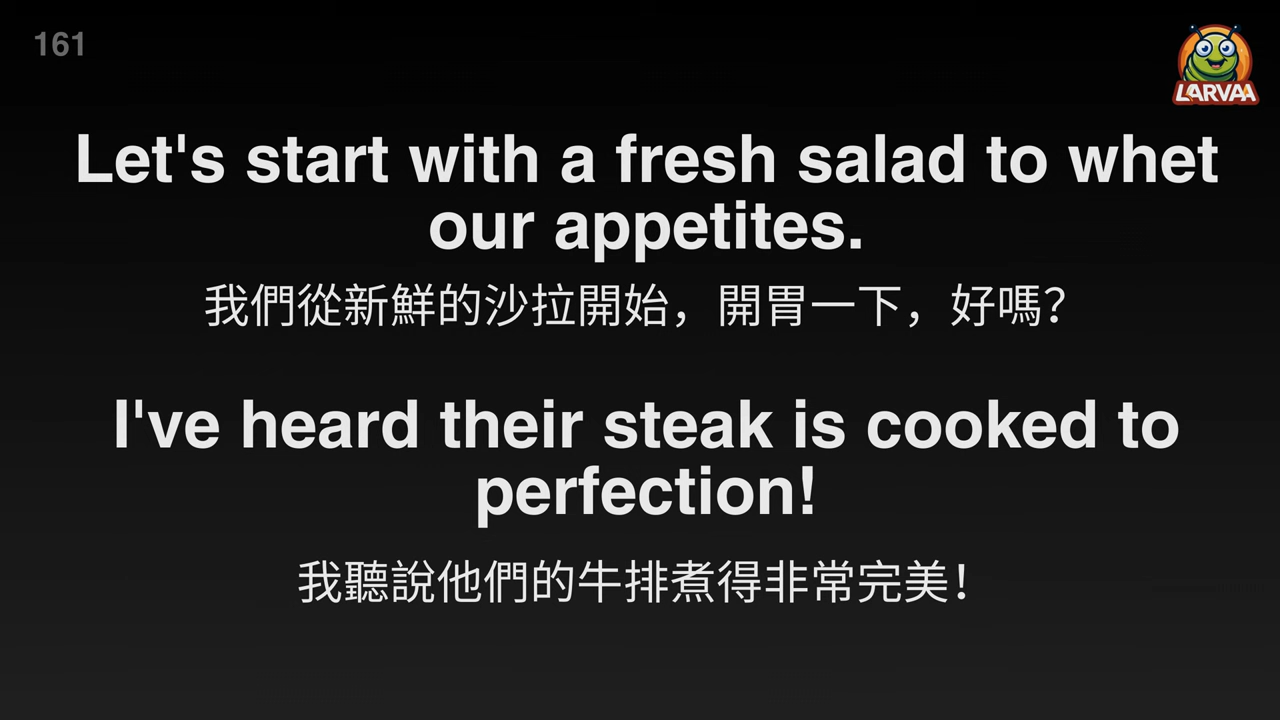 161
LARVAA
Let's start with a fresh salad to whet
our appetites.
我們從新鮮的沙拉開始，開胃一下，好嗎？
I've heard their steak is cooked to
perfection!
我聽說他們的牛排煮得非常完美！